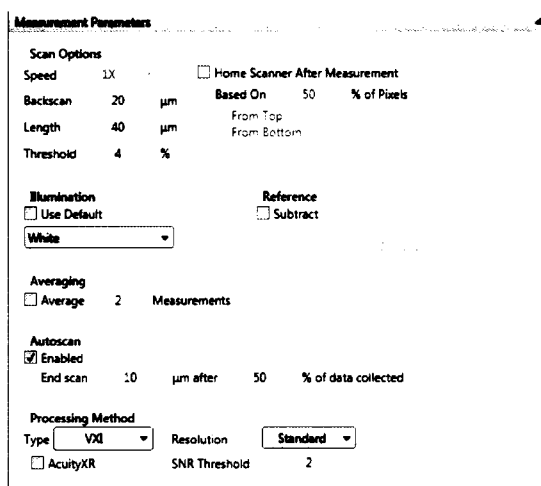 Measurement Parameters
Scan Options
Speed 1X
Home Scanner After Measurement
Backscan 20 µm
Based On 50 % of Pixels
From Top
Length 40 µm
From Bottom
Threshold 4 %
Illumination
Reference
Use Default
Subtract
White
Averaging
Average 2 Measurements
Autoscan
Enabled
End scan 10 µm after 50 % of data collected
Processing Method
Type VXI Resolution Standard
AcuityXR SNR Threshold 2